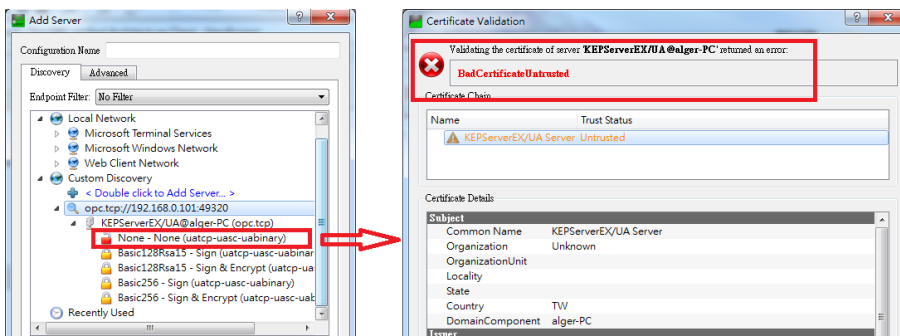 Add Server
Configuration Name
Discovery
Advanced
Endpoint Filter: No Filter
Local Network
Microsoft Terminal Services
Microsoft Windows Network
Web Client Network
Custom Discovery
< Double click to Add Server... >
opc.tcp://192.168.0.101:49320
KEPServerEX/UA@alger-PC (opc.tcp)
None - None (uatcp-uasc-uabinary)
Basic128Rsa15 - Sign (uatcp-uasc-uabinar
Basic128Rsa15 - Sign & Encrypt (uatcp-ua
Basic256 - Sign (uatcp-uasc-uabinary)
Basic256 - Sign & Encrypt (uatcp-uasc-uab
Recently Used
Certificate Validation
Validating the certificate of server 'KEPServerEX/UA@alger-PC' returned an error:
BadCertificateUntrusted
Certificate Chain
Name Trust Status
KEPServerEX/UA Server Untrusted
Certificate Details
Subject
Common Name KEPServerEX/UA Server
Organization Unknown
OrganizationUnit
Locality
State
Country TW
DomainComponent alger-PC
Issuer